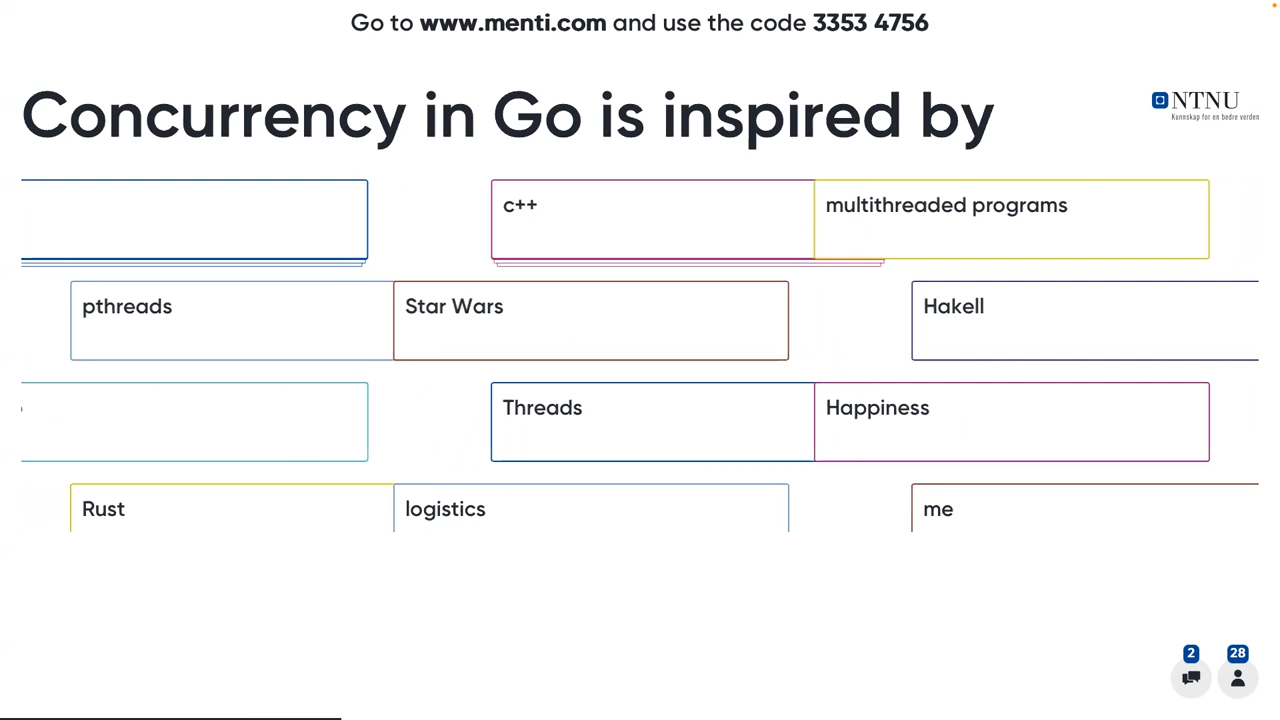 Go to www.menti.com and use the code 3353 4756
Concurrency in Go is inspired by
NTNU
Kunnskap for en bedre verden
c++
multithreaded programs
pthreads
Star Wars
Hakell
Threads
Happiness
Rust
logistics
me
2
28